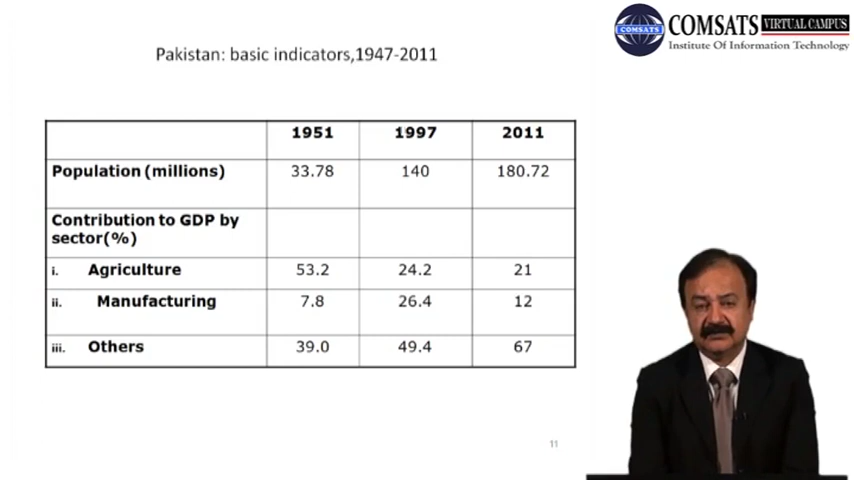 COMSATS
COMSATS VIRTUAL CAMPUS
Institute Of Information Technology
Pakistan: basic indicators,1947-2011
1951 1997 2011
Population (millions) 33.78 140 180.72
Contribution to GDP by
sector(%)
i. Agriculture 53.2 24.2 21
ii. Manufacturing 7.8 26.4 12
iii. Others 39.0 49.4 67
11